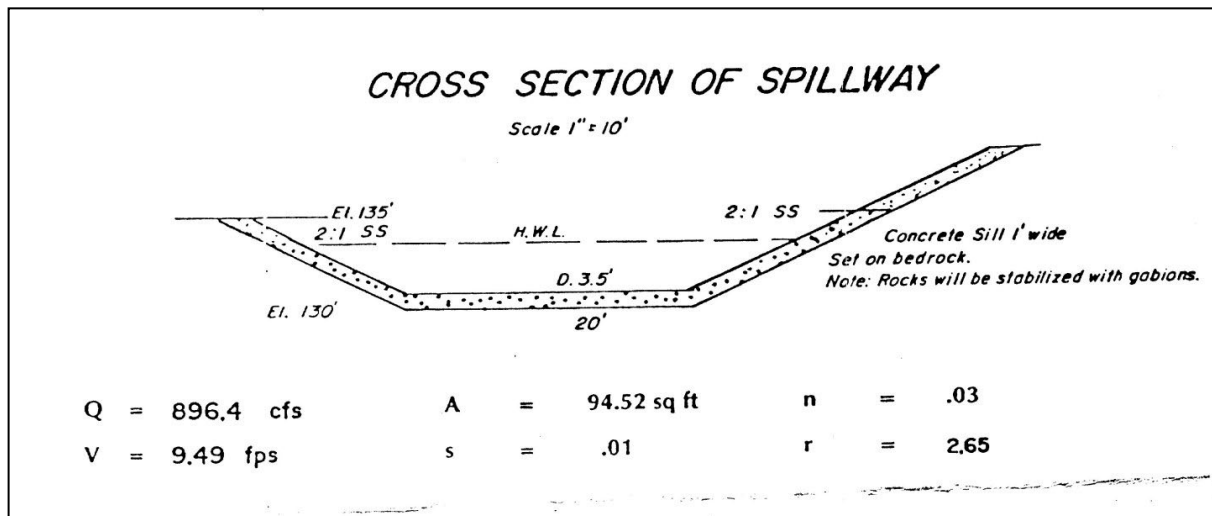 CROSS SECTION OF SPILLWAY
Scale 1" = 10'
El. 135'
2:1 SS
2:1 SS
H.W.L.
Concrete Sill 1' wide
Set on bedrock.
Note: Rocks will be stabilized with gabions.
D. 3.5'
El. 130'
20'
Q = 896.4 cfs A = 94.52 sq ft n = .03
V = 9.49 fps s = .01 r = 2.65